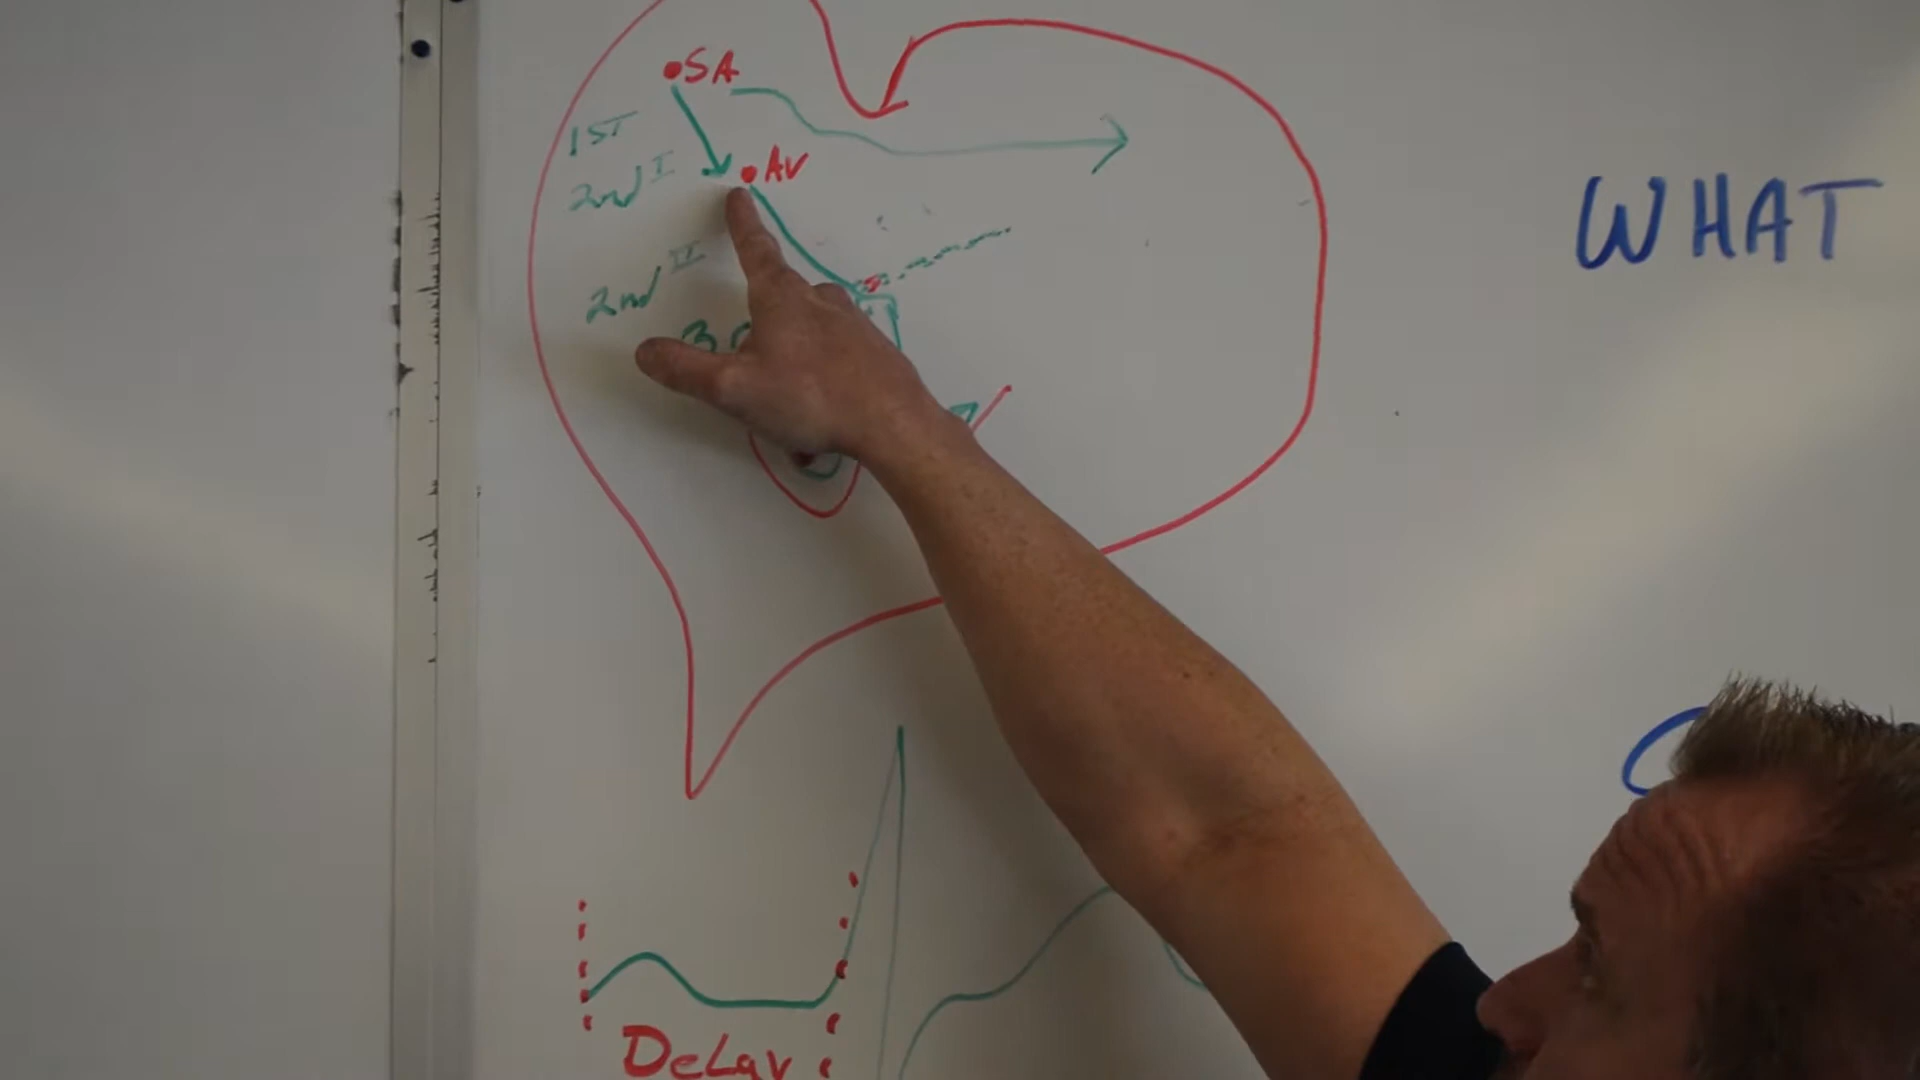 SA
1ST
AV
2nd I
2nd II
WHAT
DeLay